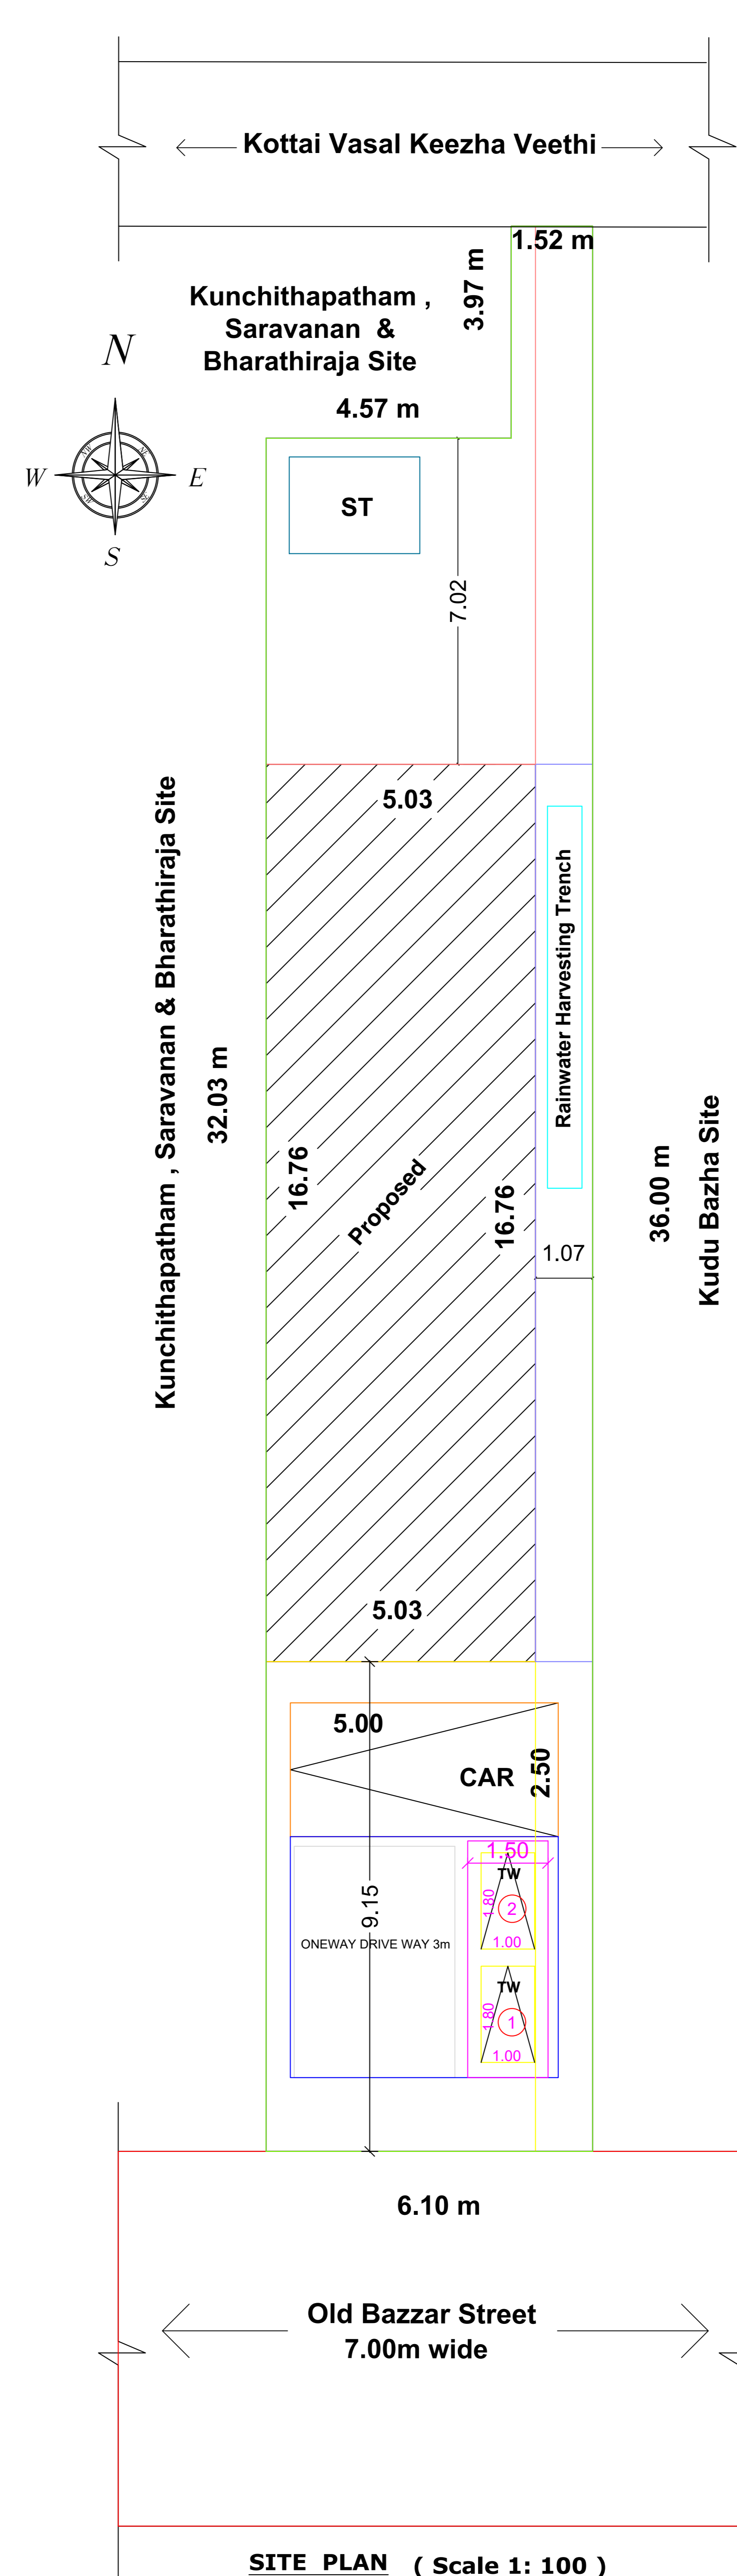 Kottai Vasal Keezha Veethi
1.52 m
3.97 m
Kunchithapatham ,
Saravanan &
Bharathiraja Site
N
4.57 m
W
E
S
ST
7.02
5.03
Kunchithapatham , Saravanan & Bharathiraja Site
32.03 m
16.76
Proposed
16.76
Rainwater Harvesting Trench
1.07
36.00 m
Kudu Bazha Site
5.03
5.00
CAR
2.50
1.50
TW
1.80
2
1.00
9.15
ONEWAY DRIVE WAY 3m
TW
1.80
1
1.00
6.10 m
Old Bazzar Street
7.00m wide
SITE PLAN ( Scale 1: 100 )